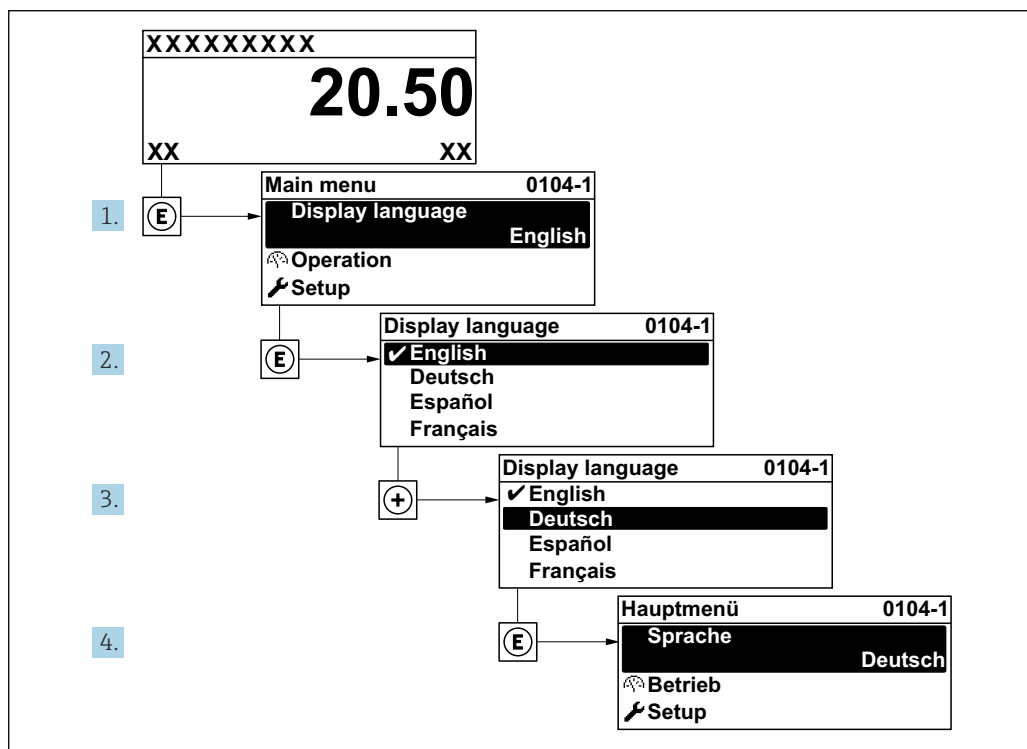 XXXXXXXXX
20.50
XX XX
1. E
Main menu 0104-1
Display language
English
Operation
Setup
2. E
Display language 0104-1
✔ English
Deutsch
Español
Français
3. +
Display language 0104-1
✔ English
Deutsch
Español
Français
4. E
Hauptmenü 0104-1
Sprache
Deutsch
Betrieb
Setup